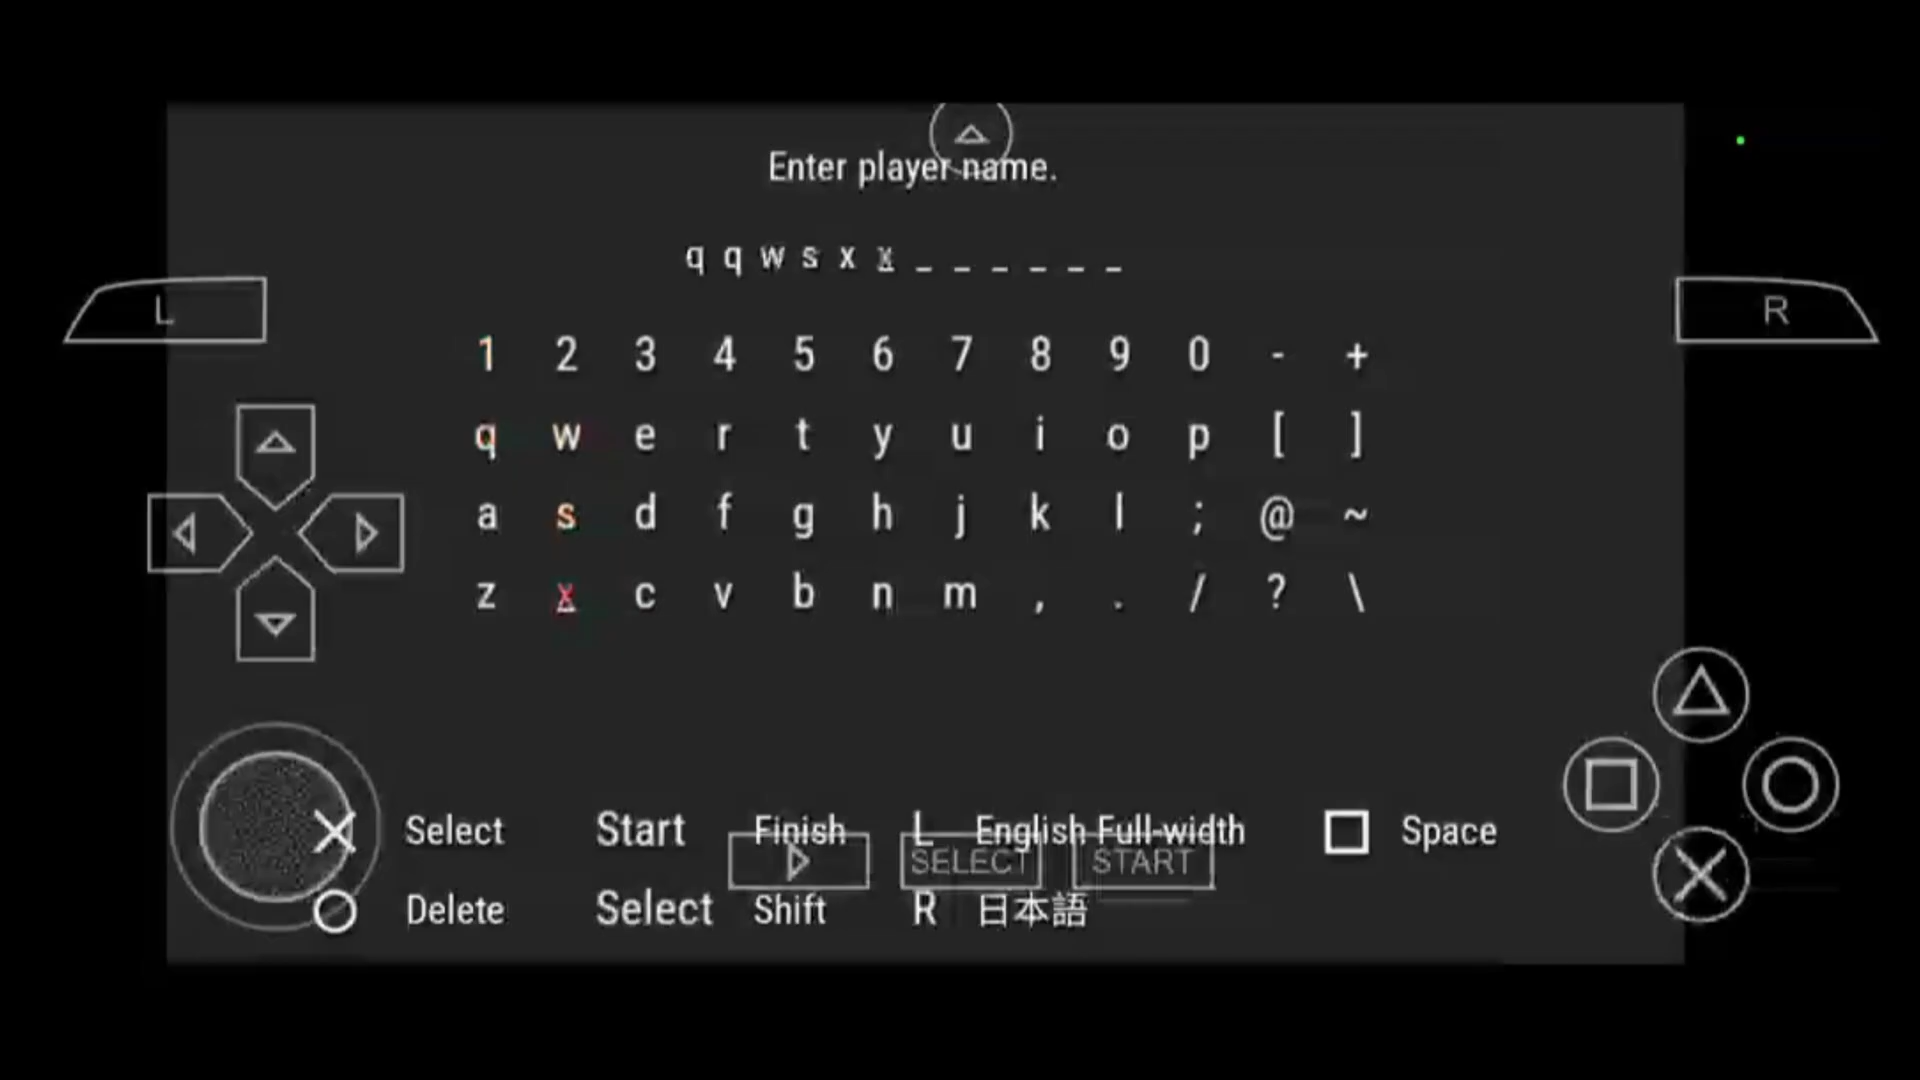 Enter player name.
q q w s x x _ _ _ _ _ _
L
R
1 2 3 4 5 6 7 8 9 0 - +
q w e r t y u i o p [ ]
a s d f g h j k l ; @ ~
z x c v b n m , . / ? \
Select Start Finish L English Full-width Space
SELECT START
Delete Select Shift R 日本語